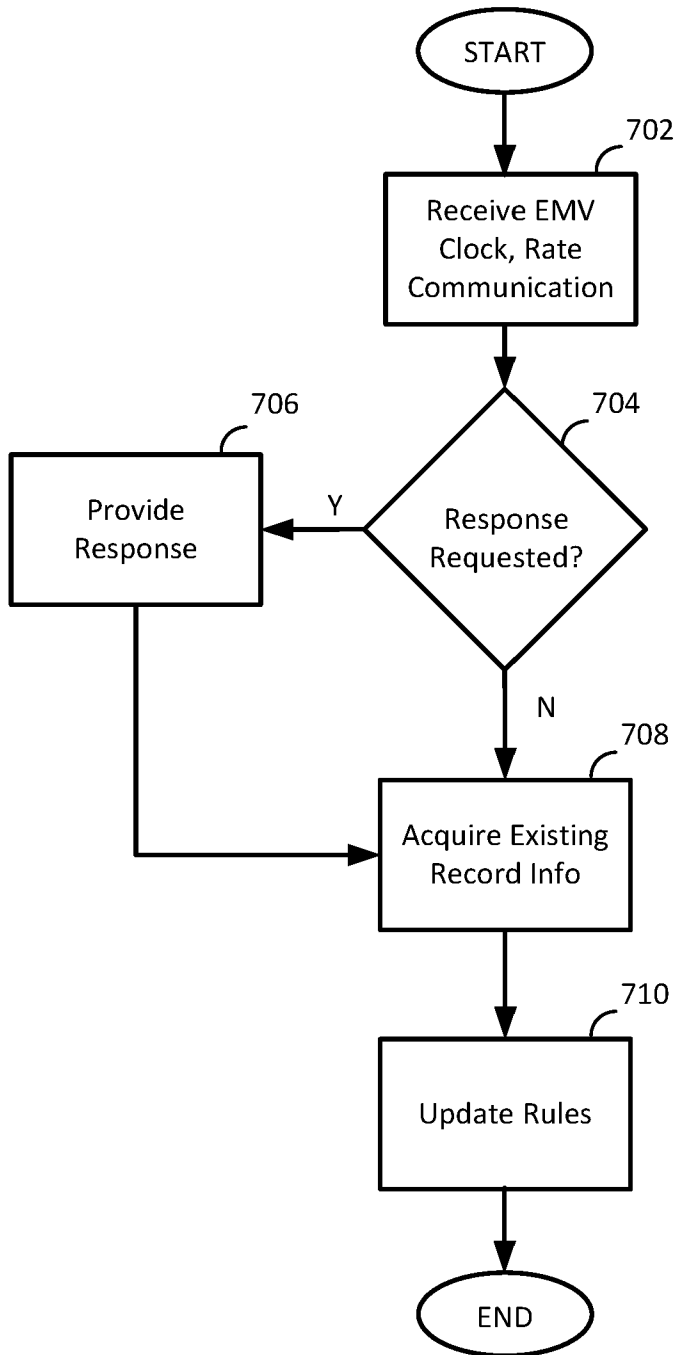 START
702
Receive EMV
Clock, Rate
Communication
706
704
Provide
Response
Y
Response
Requested?
N
708
Acquire Existing
Record Info
710
Update Rules
END